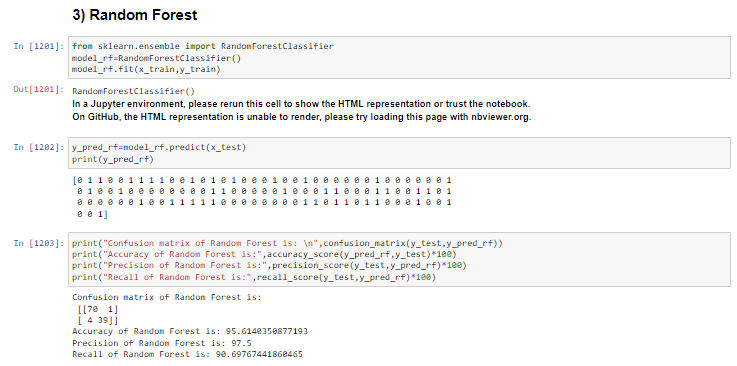 3) Random Forest
In [1201]: from sklearn.ensemble import RandomForestClassifier
model_rf=RandomForestClassifier()
model_rf.fit(x_train,y_train)
Out[1201]: RandomForestClassifier()
In a Jupyter environment, please rerun this cell to show the HTML representation or trust the notebook.
On GitHub, the HTML representation is unable to render, please try loading this page with nbviewer.org.
In [1202]: y_pred_rf=model_rf.predict(x_test)
print(y_pred_rf)
[0 1 1 0 0 1 1 1 1 0 0 1 0 1 0 1 0 1 0 0 0 1 0 0 1 0 0 0 0 0 0 1 0 0 0 0 0 0 1
0 1 0 0 1 0 0 0 0 0 0 0 0 1 1 0 0 0 0 0 1 0 0 0 1 1 0 0 0 1 1 0 0 1 1 0 1
0 0 0 0 0 0 1 0 0 1 1 1 1 1 0 0 0 0 0 0 0 0 1 1 0 1 1 0 1 1 0 0 0 1 0 0 1
0 0 1]
In [1203]: print("Confusion matrix of Random Forest is: \n",confusion_matrix(y_test,y_pred_rf))
print("Accuracy of Random Forest is:",accuracy_score(y_pred_rf,y_test)*100)
print("Precision of Random Forest is:",precision_score(y_test,y_pred_rf)*100)
print("Recall of Random Forest is:",recall_score(y_test,y_pred_rf)*100)
Confusion matrix of Random Forest is:
[[70  1]
[ 4 39]]
Accuracy of Random Forest is: 95.6140350877193
Precision of Random Forest is: 97.5
Recall of Random Forest is: 90.69767441860465